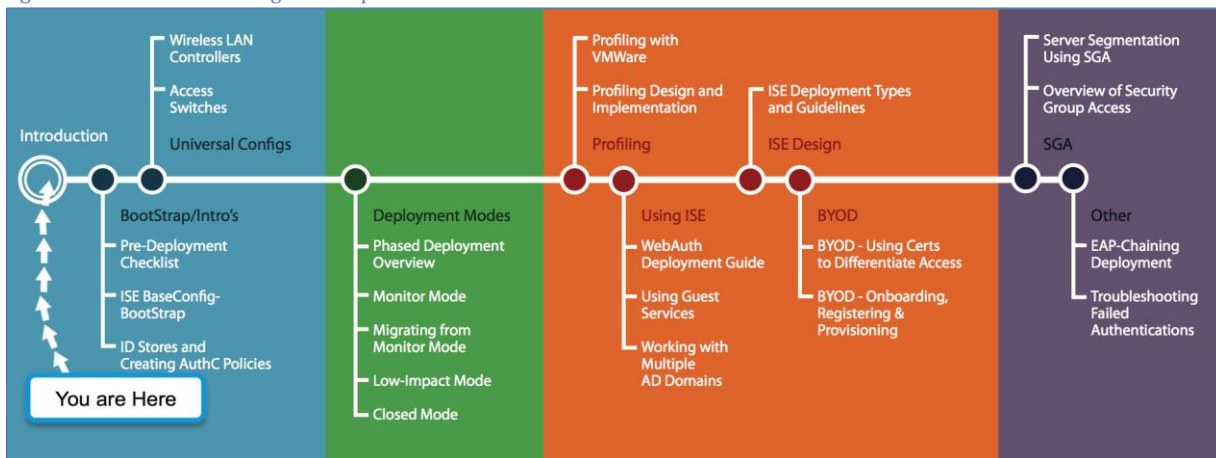 Introduction
Wireless LAN
Controllers
Access
Switches
Universal Configs
BootStrap/Intro's
Pre-Deployment
Checklist
ISE BaseConfig-
BootStrap
ID Stores and
Creating AuthC Policies
You are Here
Deployment Modes
Phased Deployment
Overview
Monitor Mode
Migrating from
Monitor Mode
Low-Impact Mode
Closed Mode
Profiling with
VMWare
Profiling Design and
Implementation
Profiling
Using ISE
WebAuth
Deployment Guide
Using Guest
Services
Working with
Multiple
AD Domains
ISE Deployment Types
and Guidelines
ISE Design
BYOD
BYOD - Using Certs
to Differentiate Access
BYOD - Onboarding,
Registering &
Provisioning
Server Segmentation
Using SGA
Overview of Security
Group Access
SGA
Other
EAP-Chaining
Deployment
Troubleshooting
Failed
Authentications